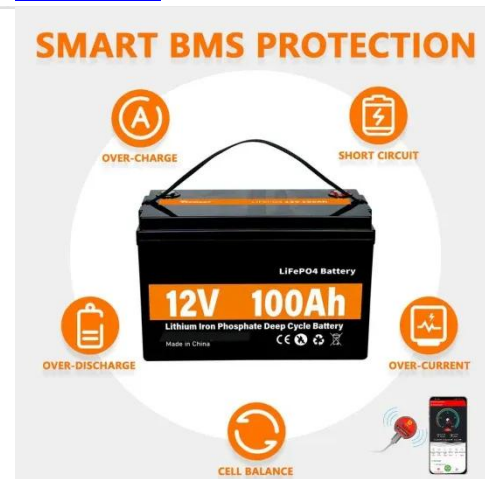 SMART BMS PROTECTION
OVER-CHARGE
SHORT CIRCUIT
LiFePO4 Battery
12V 100Ah
Lithium Iron Phosphate Deep Cycle Battery
Made in China
OVER-DISCHARGE
OVER-CURRENT
CELL BALANCE